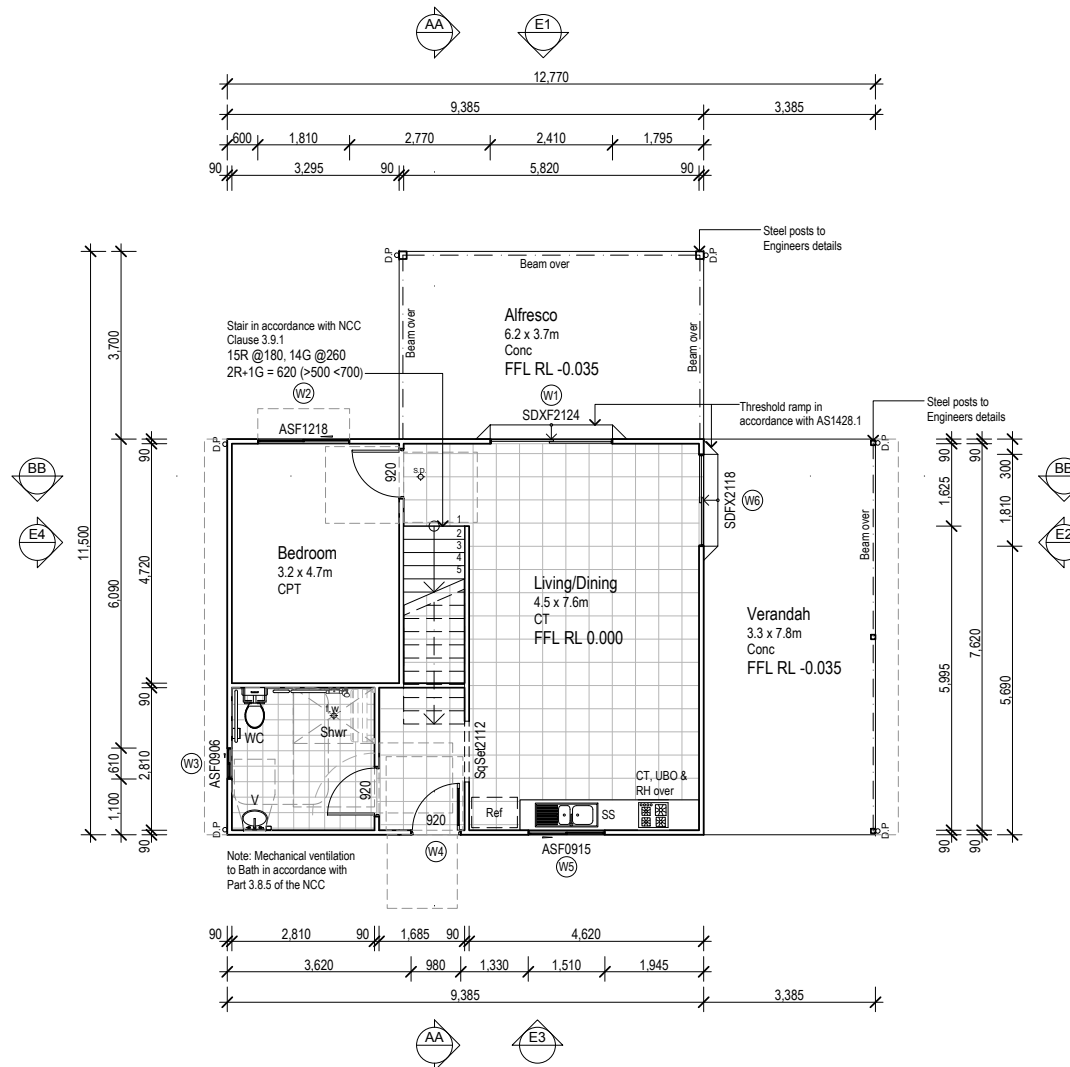 AA
E1
12,770
9,385
3,385
600
1,810
2,770
2,410
1,795
90
3,295
90
5,820
90
Steel posts to
Engineers details
D.P
D.P
Beam over
Alfresco
6.2 x 3.7m
Conc
FFL RL -0.035
Beam over
Beam over
Stair in accordance with NCC
Clause 3.9.1
15R @180, 14G @260
2R+1G = 620 (>500 <700)
W2
W1
SDXF2124
Threshold ramp in
accordance with AS1428.1
Steel posts to
Engineers details
ASF1218
D.P
D.P
3,700
11,500
6,090
90
4,720
90
2,810
1,610
1,100
90
BB
E4
920
s.p.
SDFX2118
W6
Beam over
90
1,625
5,995
90
90
7,620
90
300
1,810
5,690
BB
E2
1
2
3
4
5
Bedroom
3.2 x 4.7m
CPT
Living/Dining
4.5 x 7.6m
CT
FFL RL 0.000
Verandah
3.3 x 7.8m
Conc
FFL RL -0.035
f.w.
Shwr
WC
W3
ASF0906
SqSet2112
V
920
920
CT, UBO &
RH over
Ref
SS
D.P
D.P
W4
ASF0915
W5
Note: Mechanical ventilation
to Bath in accordance with
Part 3.8.5 of the NCC
90
2,810
90
1,685
90
4,620
3,620
980
1,330
1,510
1,945
9,385
3,385
AA
E3